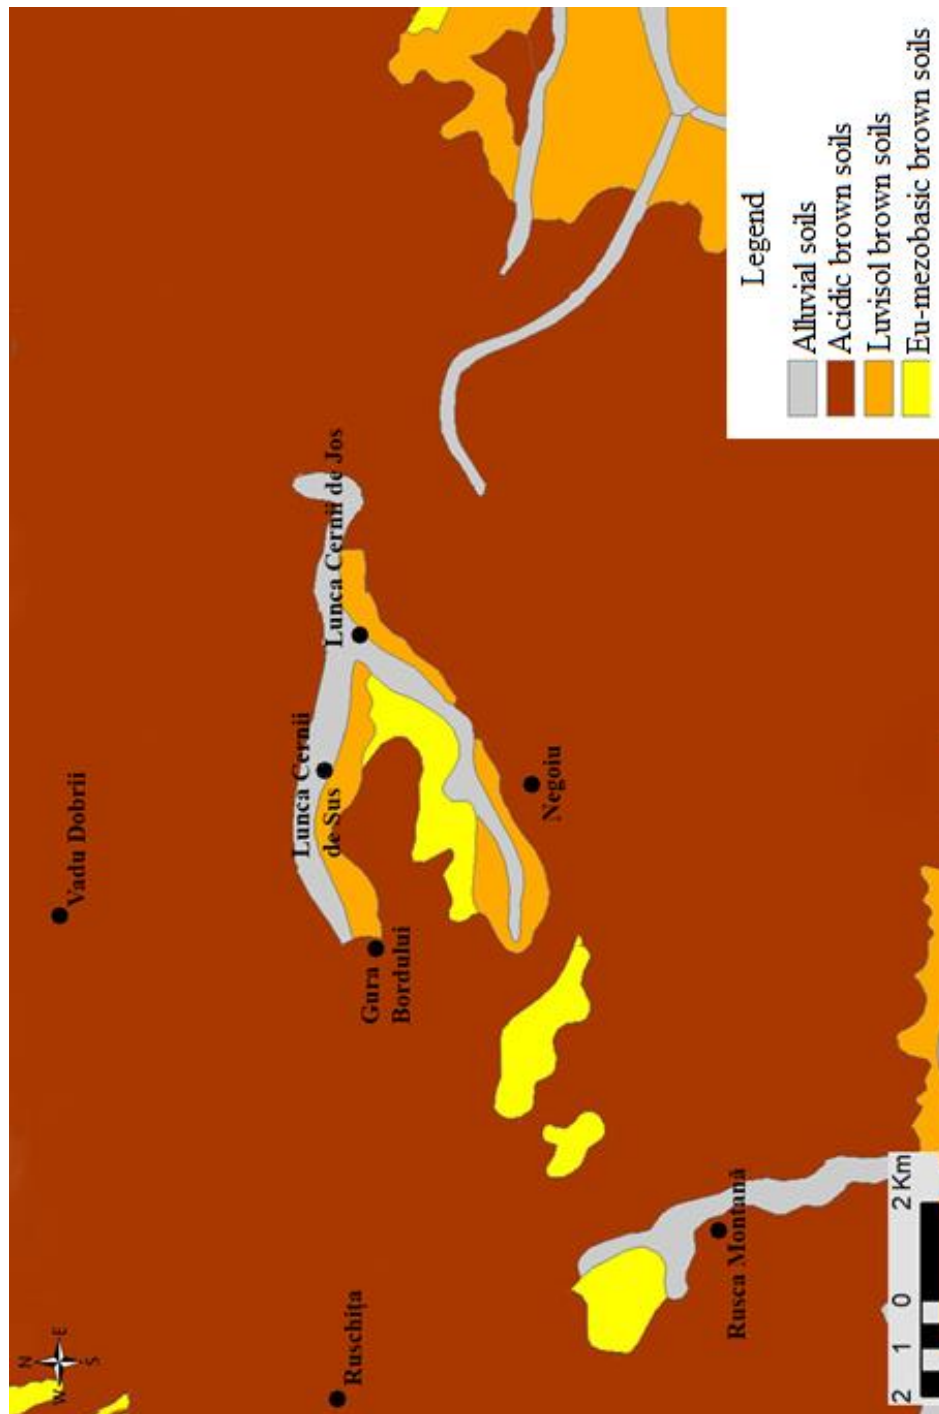 N
W E
S
Vadu Dobrii
Ruschița
Gura
Bordului
Lunca Cernii
de Sus
Lunca Cernii de Jos
Negoiu
Rusca Montană
2 1 0 2 Km
Legend
Alluvial soils
Acidic brown soils
Luvisol brown soils
Eu-mezobasic brown soils